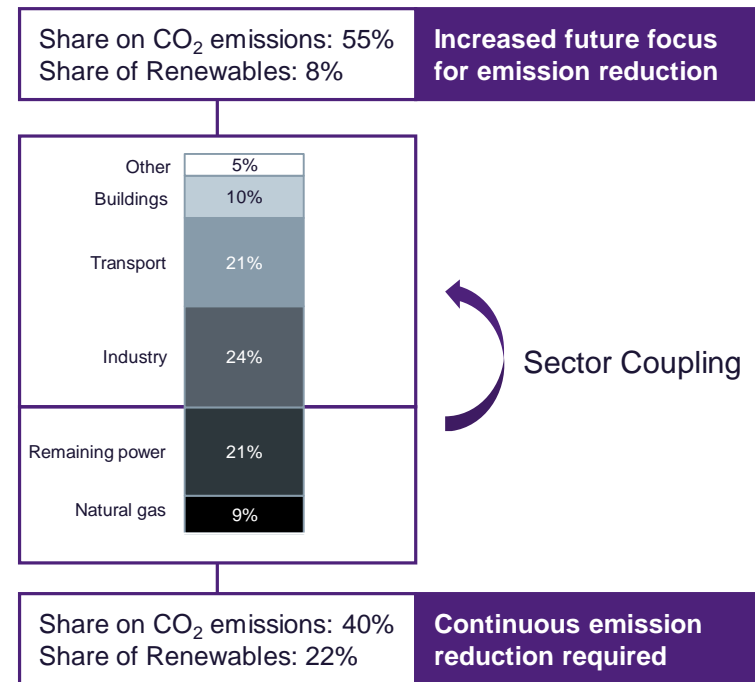 Share on CO₂ emissions: 55%
Share of Renewables: 8%
Increased future focus
for emission reduction
Other 5%
Buildings 10%
Transport 21%
Industry 24%
Sector Coupling
Remaining power 21%
Natural gas 9%
Share on CO₂ emissions: 40%
Share of Renewables: 22%
Continuous emission
reduction required